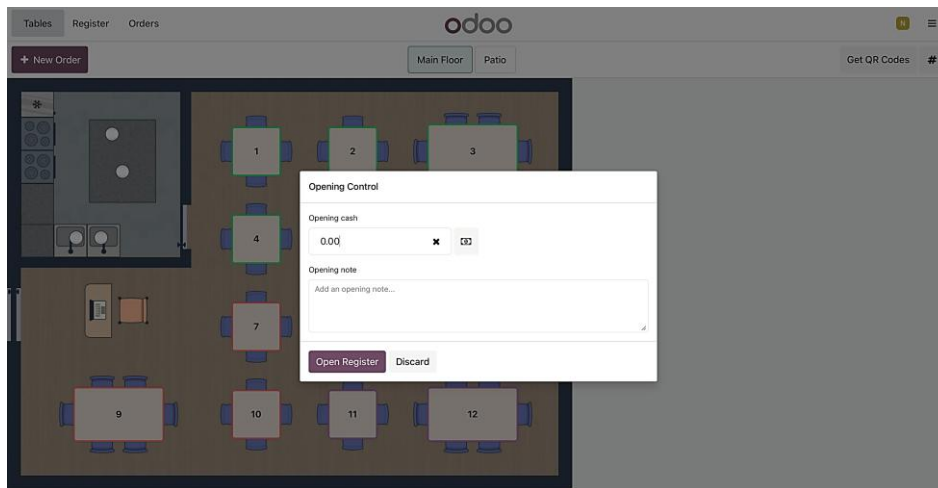 Tables Register Orders odoo N
+ New Order Main Floor Patio Get QR Codes #
1 2 3
Opening Control
Opening cash
0.00
4
Opening note
Add an opening note...
7
Open Register Discard
9 10 11 12